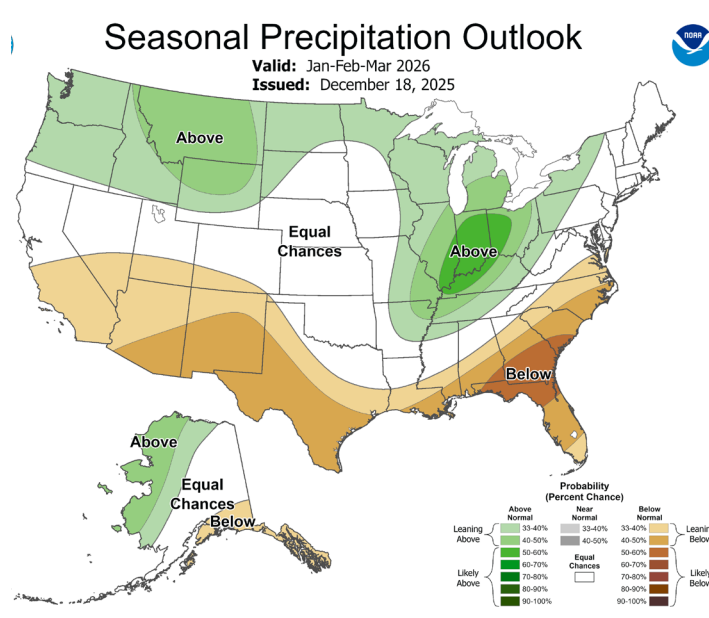 Seasonal Precipitation Outlook
NOAA
Valid: Jan-Feb-Mar 2026
Issued: December 18, 2025
Above
Equal
Chances
Above
Below
Above
Equal
Chances
Below
Probability
(Percent Chance)
Above
Normal
Near
Normal
Below
Normal
Leaning
Above
33-40%
40-50%
33-40%
40-50%
33-40%
40-50%
Leanin
Below
Likely
Above
50-60%
60-70%
70-80%
80-90%
90-100%
Equal
Chances
50-60%
60-70%
70-80%
80-90%
90-100%
Likely
Below